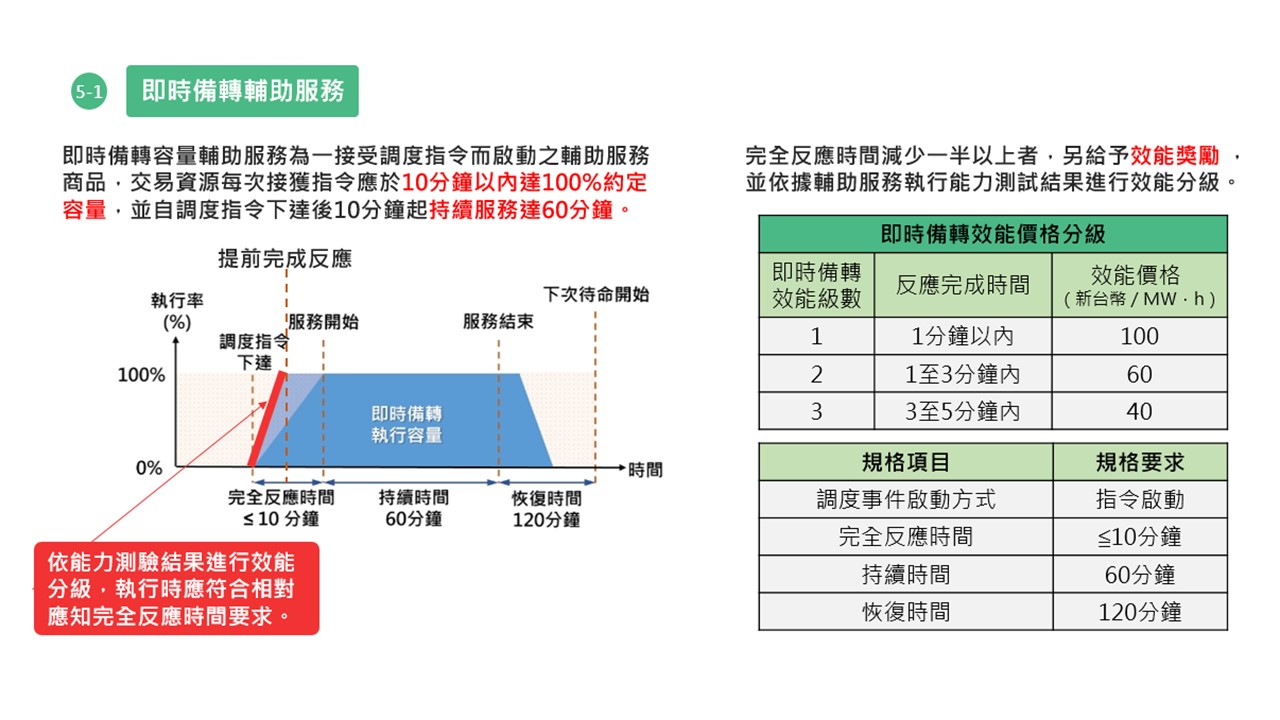 5-1
即時備轉輔助服務
即時備轉容量輔助服務為一接受調度指令而啟動之輔助服務
商品，交易資源每次接獲指令應於10分鐘以內達100%約定
容量，並自調度指令下達後10分鐘起持續服務達60分鐘。
提前完成反應
執行率
(%)
調度指令
下達
服務開始
服務結束
下次待命開始
100%
0%
即時備轉
執行容量
時間
完全反應時間
≤10 分鐘
持續時間
60分鐘
恢復時間
120分鐘
依能力測驗結果進行效能
分級，執行時應符合相對
應知完全反應時間要求。
完全反應時間減少一半以上者，另給予效能獎勵，
並依據輔助服務執行能力測試結果進行效能分級。
即時備轉效能價格分級
即時備轉
效能級數
反應完成時間
效能價格
（新台幣 / MW．h）
1 1分鐘以內 100
2 1至3分鐘內 60
3 3至5分鐘內 40
規格項目 規格要求
調度事件啟動方式 指令啟動
完全反應時間 ≦10分鐘
持續時間 60分鐘
恢復時間 120分鐘